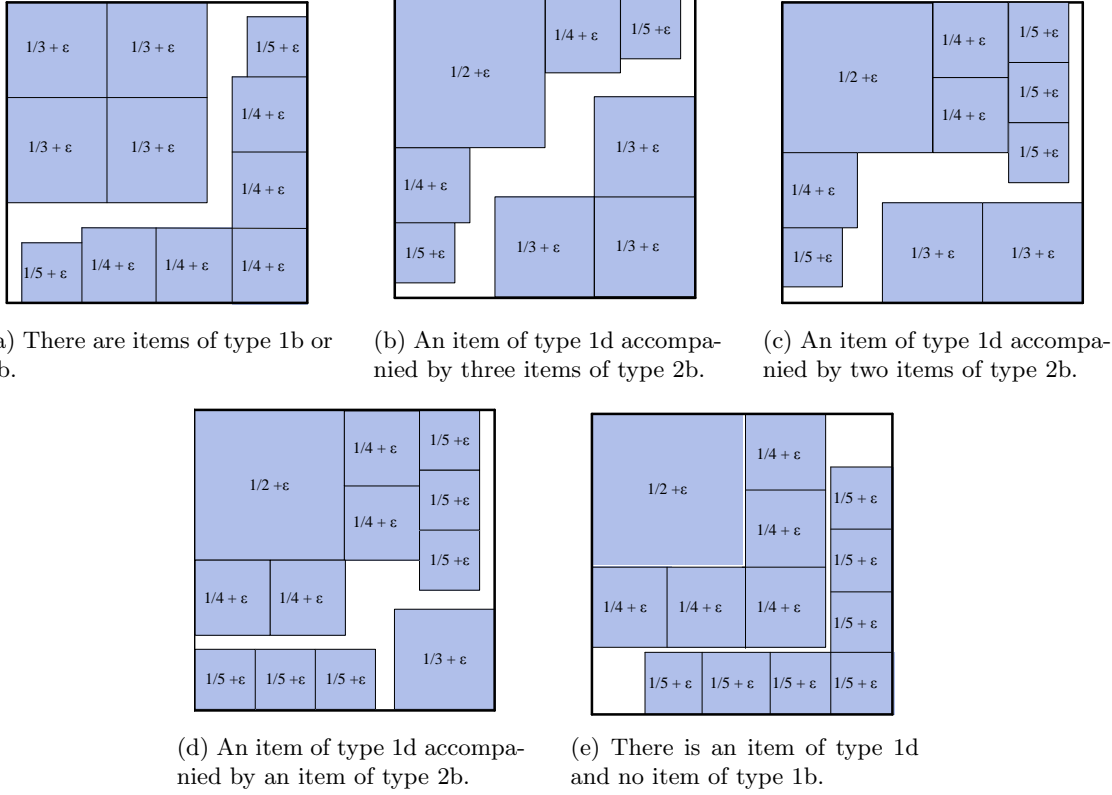 1/3 + ε 1/3 + ε
1/5 + ε
1/4 + ε
1/3 + ε 1/3 + ε
1/4 + ε
1/5 + ε 1/4 + ε 1/4 + ε 1/4 + ε
a) There are items of type 1b or
b.
1/4 + ε 1/5 +ε
1/2 +ε
1/3 + ε
1/4 + ε
1/5 +ε 1/3 + ε 1/3 + ε
(b) An item of type 1d accompa-
nied by three items of type 2b.
1/4 + ε 1/5 +ε
1/2 +ε
1/5 +ε
1/4 + ε
1/5 +ε
1/4 + ε
1/5 +ε 1/3 + ε 1/3 + ε
(c) An item of type 1d accompa-
nied by two items of type 2b.
1/4 + ε 1/5 +ε
1/2 +ε
1/5 +ε
1/4 + ε
1/5 +ε
1/4 + ε 1/4 + ε
1/3 + ε
1/5 +ε 1/5 +ε 1/5 +ε
(d) An item of type 1d accompa-
nied by an item of type 2b.
1/4 + ε
1/2 +ε
1/5 + ε
1/4 + ε
1/5 + ε
1/4 + ε 1/4 + ε 1/4 + ε
1/5 + ε
1/5 + ε 1/5 + ε 1/5 + ε 1/5 + ε
(e) There is an item of type 1d
and no item of type 1b.